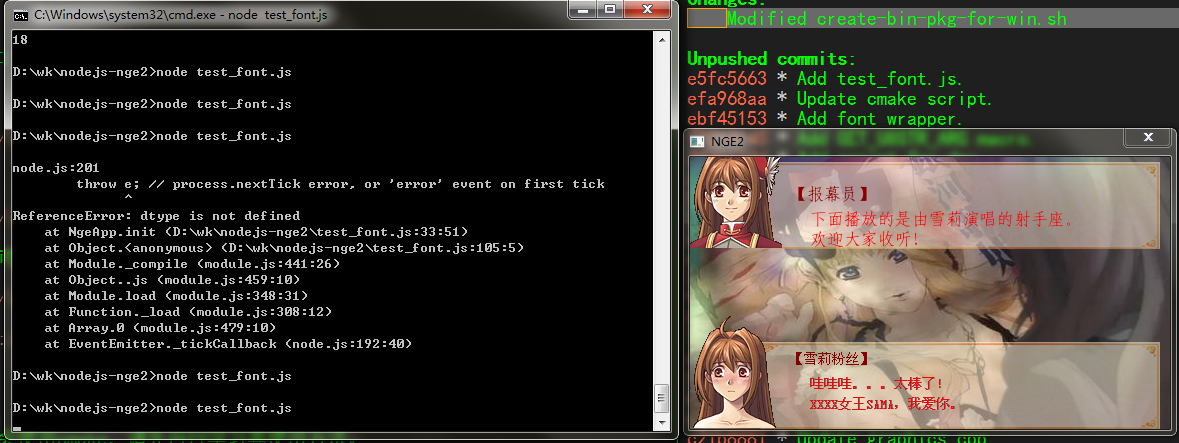 C:\Windows\system32\cmd.exe - node  test_font.js
18
D:\wk\nodejs-nge2>node test_font.js
D:\wk\nodejs-nge2>node test_font.js
D:\wk\nodejs-nge2>node test_font.js
node.js:201
        throw e; // process.nextTick error, or 'error' event on first tick
              ^
ReferenceError: dtype is not defined
    at NgeApp.init (D:\wk\nodejs-nge2\test_font.js:33:51)
    at Object.<anonymous> (D:\wk\nodejs-nge2\test_font.js:105:5)
    at Module._compile (module.js:441:26)
    at Object..js (module.js:459:10)
    at Module.load (module.js:348:31)
    at Function._load (module.js:308:12)
    at Array.0 (module.js:479:10)
    at EventEmitter._tickCallback (node.js:192:40)
D:\wk\nodejs-nge2>node test_font.js
D:\wk\nodejs-nge2>node test_font.js
Changes:
Modified create-bin-pkg-for-win.sh
Unpushed commits:
e5fc5663 * Add test_font.js.
efa968aa * Update cmake script.
ebf45153 * Add font wrapper.
NGE2
【报幕员】
下面播放的是由雪莉演唱的射手座。
欢迎大家收听!
【雪莉粉丝】
哇哇哇。。。太棒了!
XXXX女王SaMa，我爱你。
* Update graphics.cpp